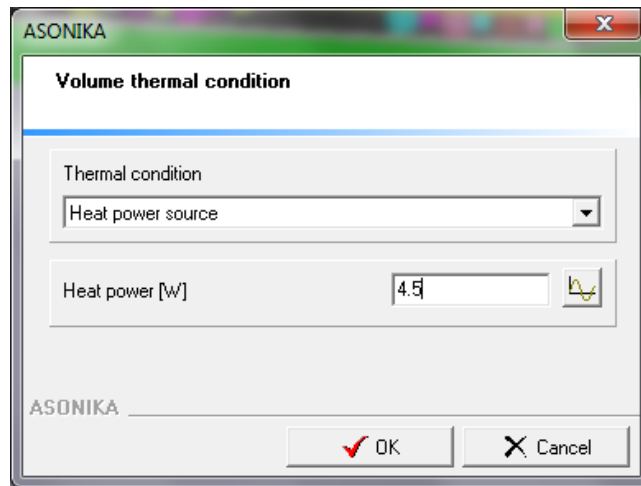 ASONIKA
Volume thermal condition
Thermal condition
Heat power source
Heat power [W]
4.5
ASONIKA
OK
Cancel